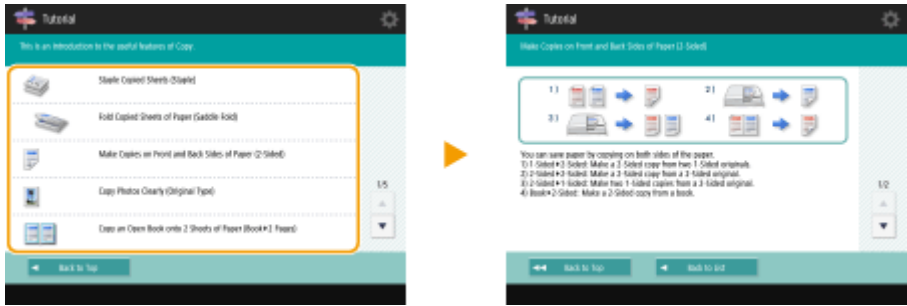 Tutorial
This is an introduction to the useful features of Copy.
Staple Copied Sheets (Staple)
Fold Copied Sheets of Paper (Saddle Fold)
Make Copies on Front and Back Sides of Paper (2-Sided)
Copy Photos Clearly (Original Type)
Copy an Open Book onto 2 Sheets of Paper (Book▸2 Pages)
1/5
Back to Top
Tutorial
Make Copies on Front and Back Sides of Paper (2-Sided)
1)
2)
3)
4)
You can save paper by copying on both sides of the paper.
1) 1-Sided▸2-Sided: Make a 2-Sided copy from two 1-Sided originals.
2) 2-Sided▸2-Sided: Make a 2-Sided copy from a 2-Sided original.
3) 2-Sided▸1-Sided: Make two 1-Sided copies from a 2-Sided original.
4) Book▸2-Sided: Make a 2-Sided copy from a book.
1/2
Back to Top
Back to List